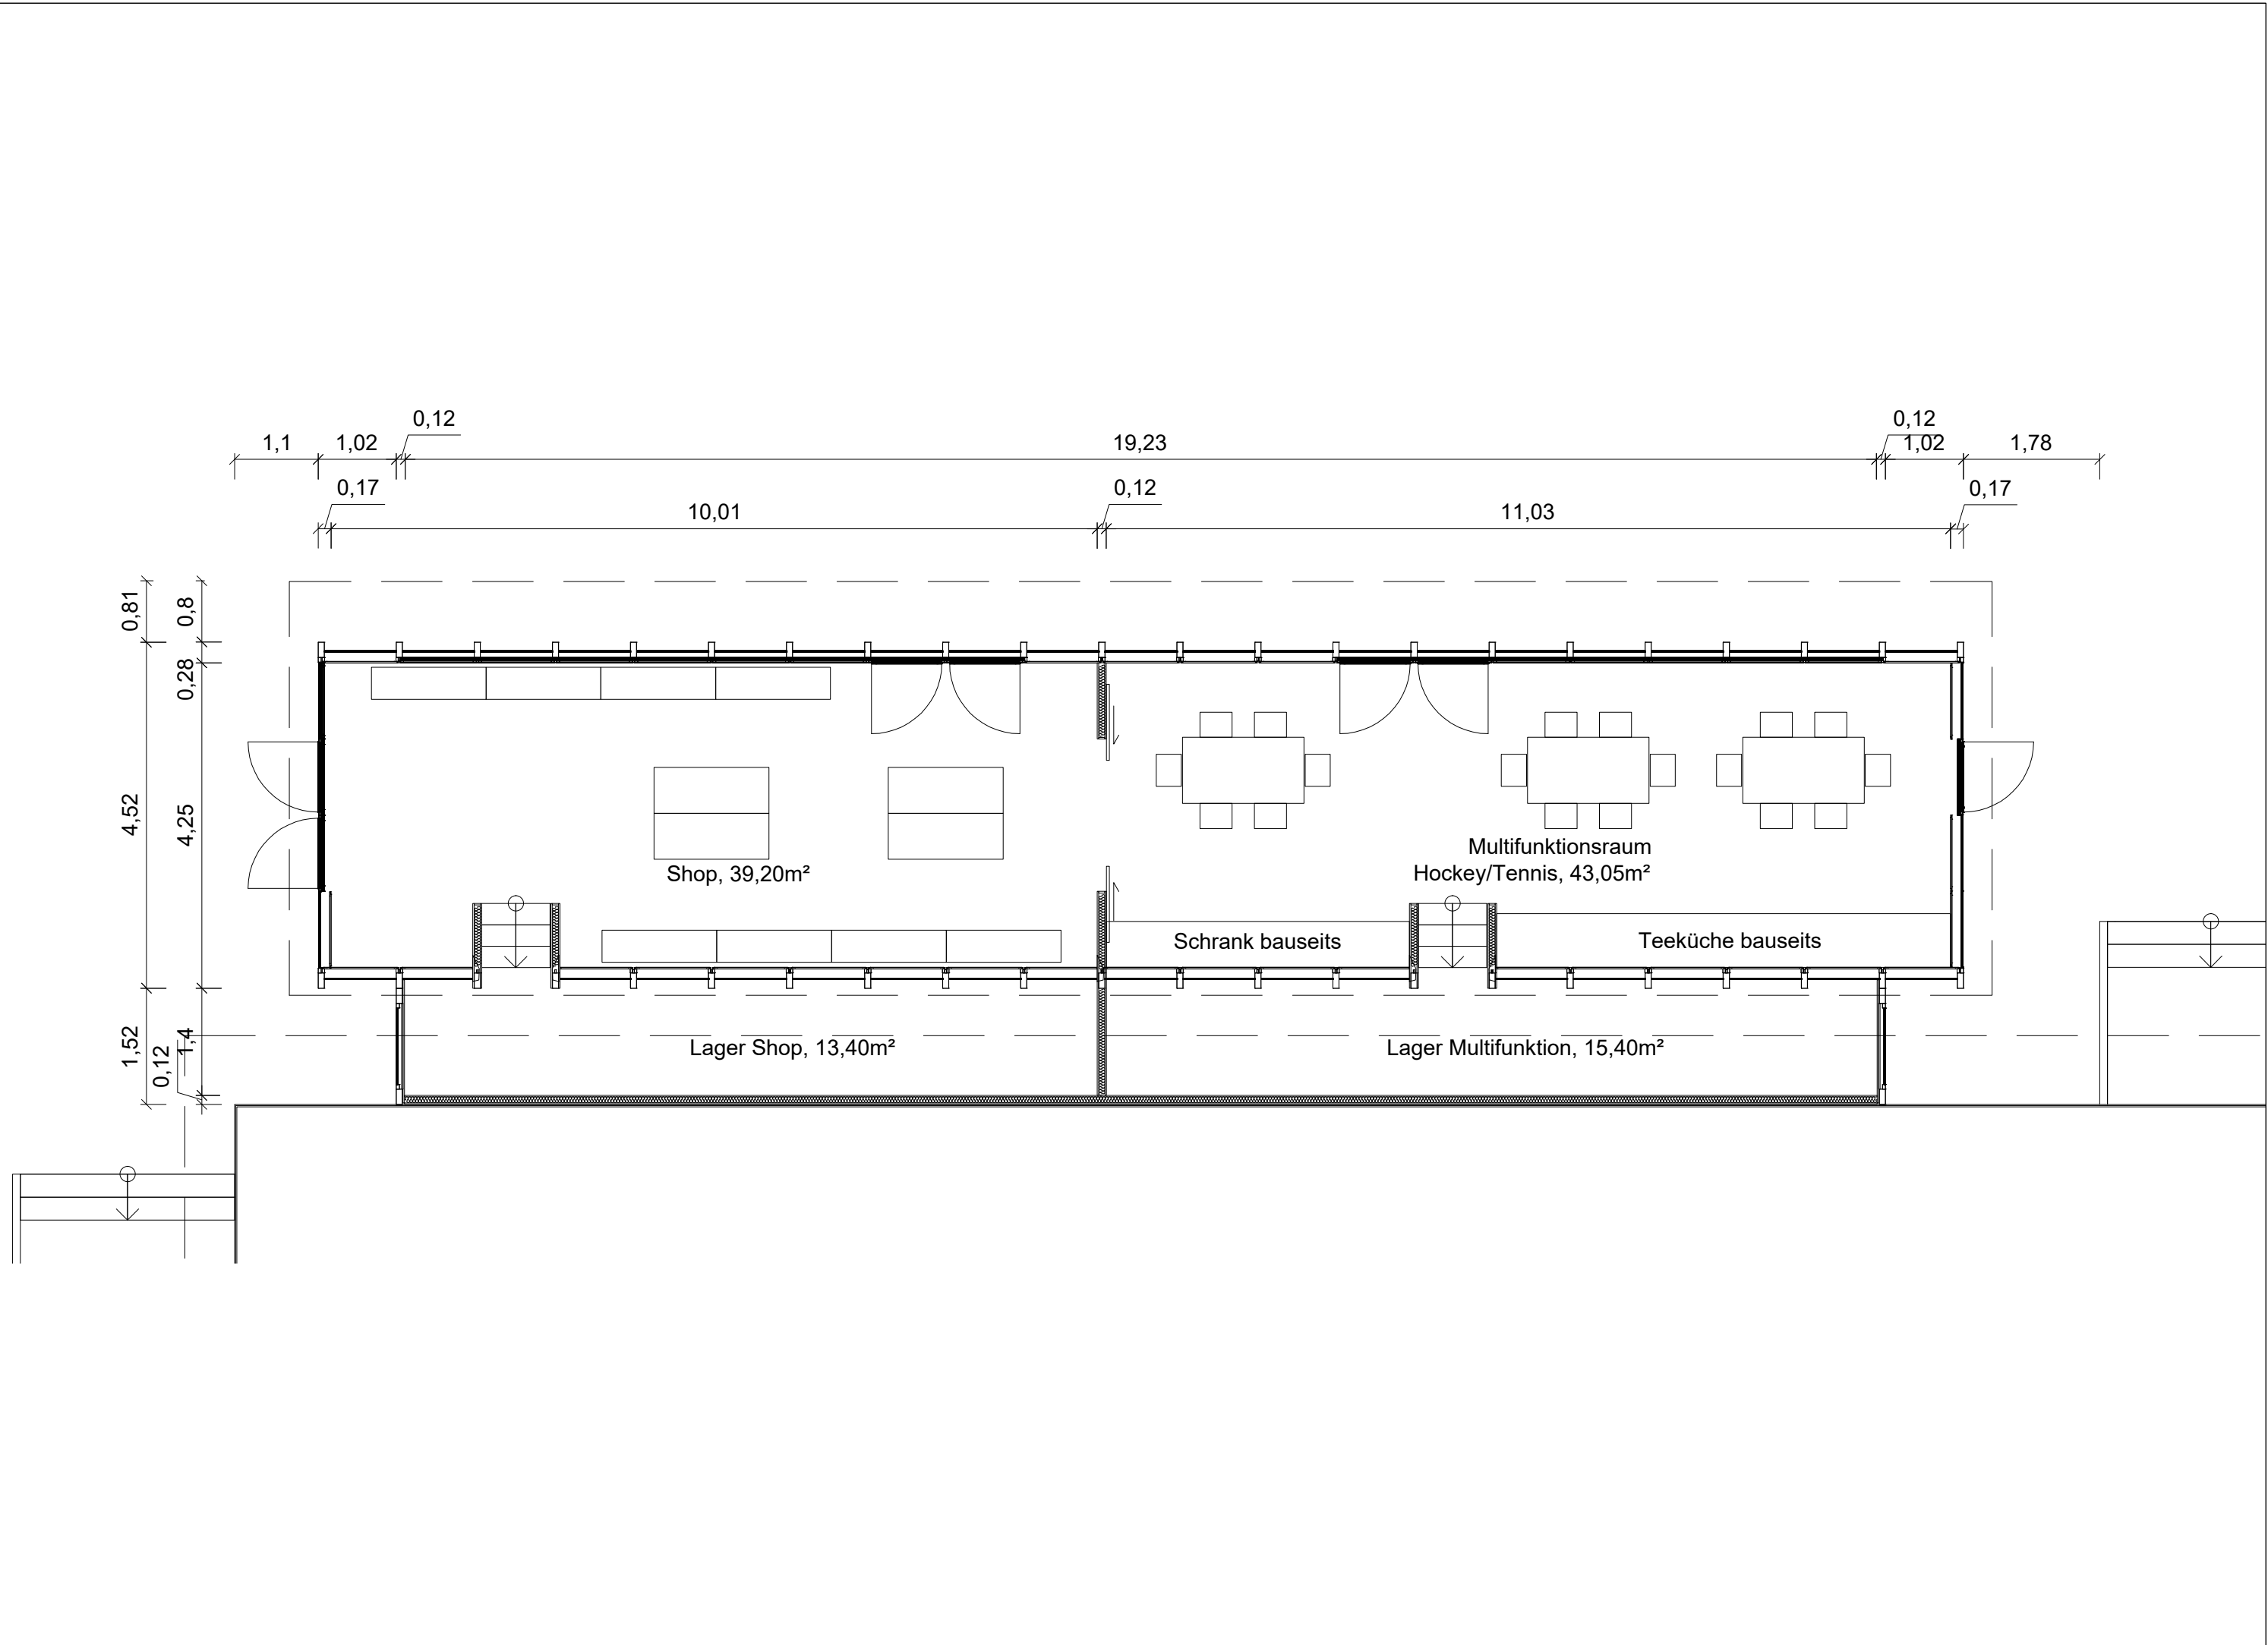 0,12
0,12
1,1
1,02
19,23
1,02
1,78
0,17
0,12
0,17
10,01
11,03
0,81
0,8
0,28
4,52
4,25
Shop, 39,20m²
Multifunktionsraum
Hockey/Tennis, 43,05m²
Schrank bauseits
Teeküche bauseits
1,52
0,12
1,4
Lager Shop, 13,40m²
Lager Multifunktion, 15,40m²